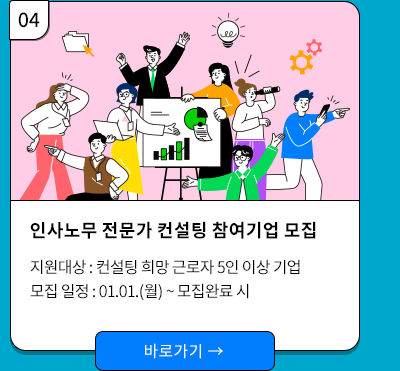 04
인사노무 전문가 컨설팅 참여기업 모집
지원대상 : 컨설팅 희망 근로자 5인 이상 기업
모집 일정 : 01.01.(월) ~ 모집완료 시
바로가기 →